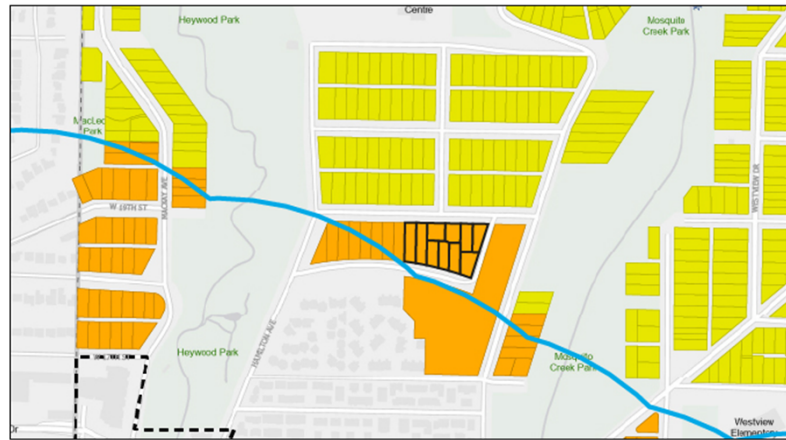 Centre
Heywood Park
Mosquito
Creek Park
MacLeod
Park
W 19TH ST
MACKAY AVE
WESTVIEW DR
HAMILTON AVE
Heywood Park
Mosquito
Creek Park
Westview
Elementary
Dr